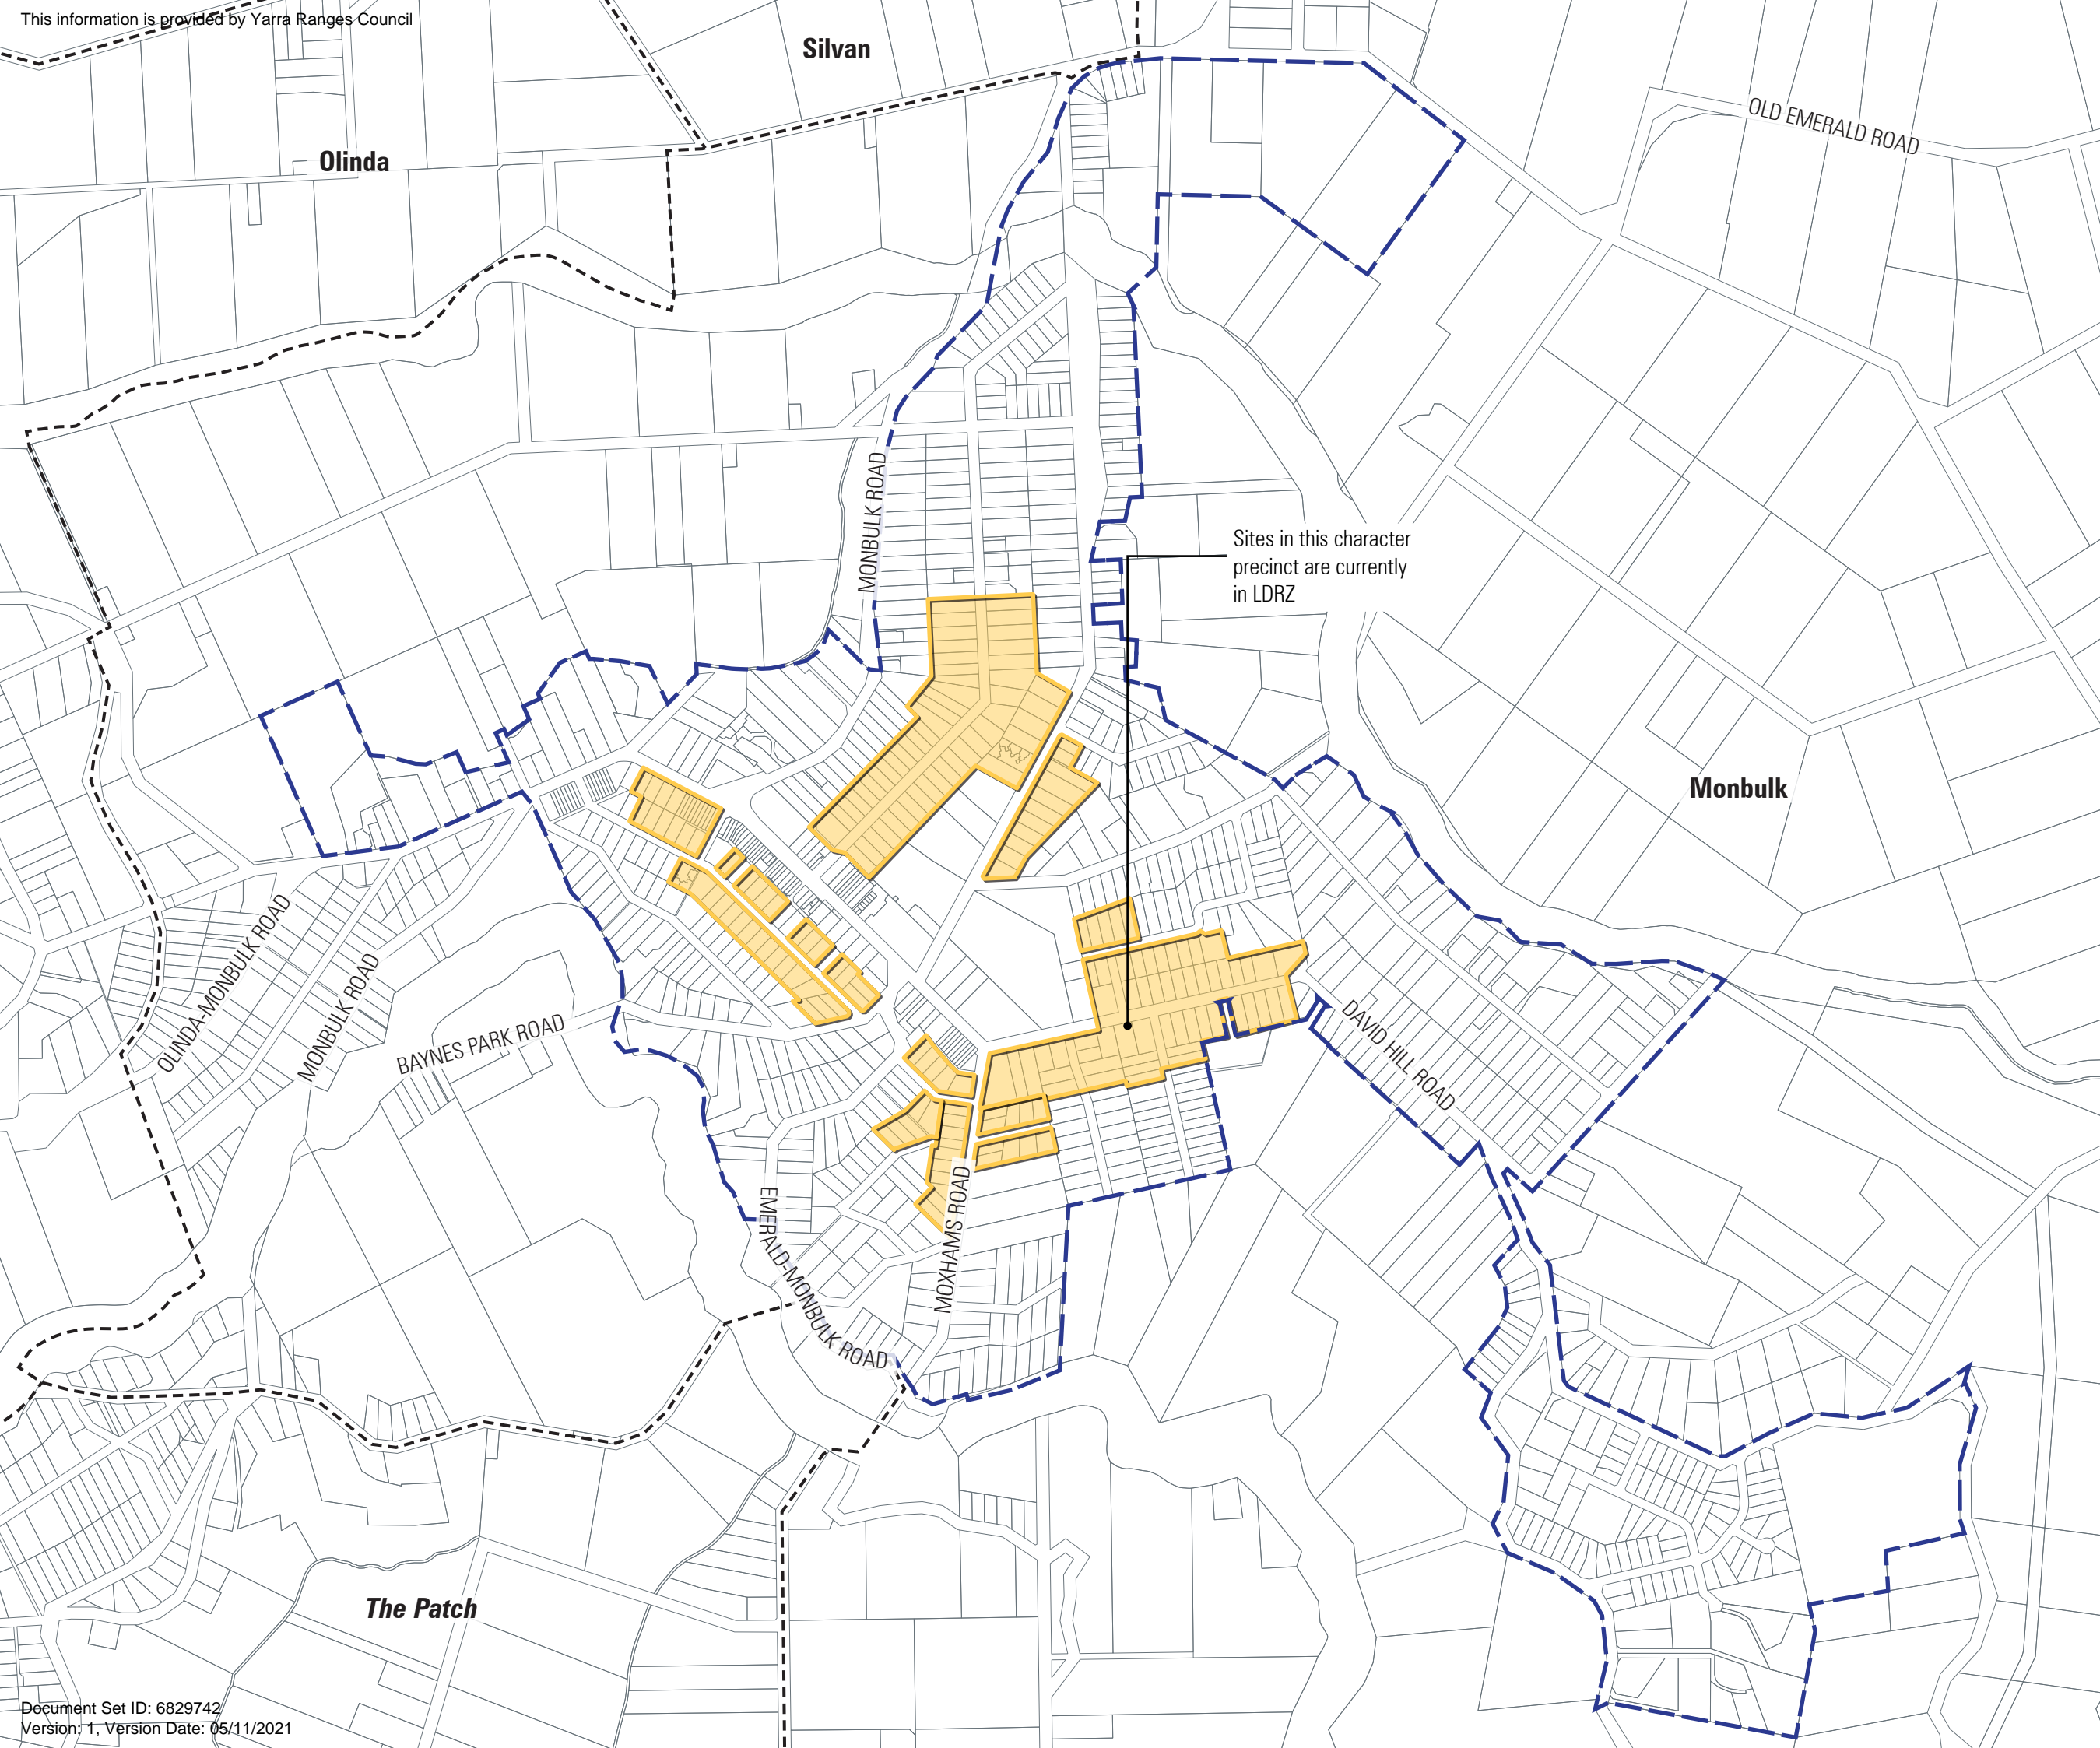 This information is provided by Yarra Ranges Council
Silvan
OLD EMERALD ROAD
Olinda
MONBULK ROAD
Sites in this character
precinct are currently
in LDRZ
Monbulk
OLINDA-MONBULK ROAD
MONBULK ROAD
BAYNES PARK ROAD
DAVID HILL ROAD
EMERALD-MONBULK ROAD
MOXHAMS ROAD
The Patch
Document Set ID: 6829742
Version: 1, Version Date: 05/11/2021